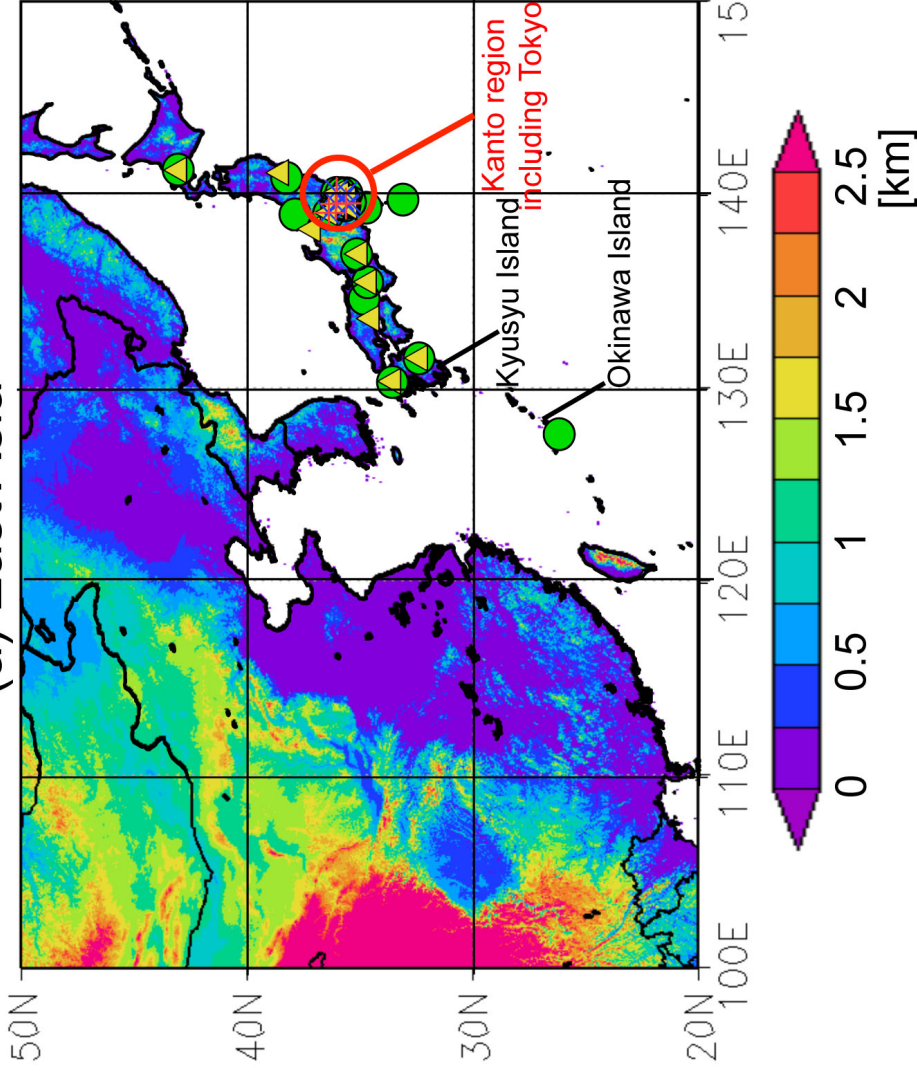 50N
40N
30N
20N
100E
110E
120E
130E
140E
15
Kanto region
including Tokyo
Kyusyu Island
Okinawa Island
0
0.5
1
1.5
2
2.5
[km]